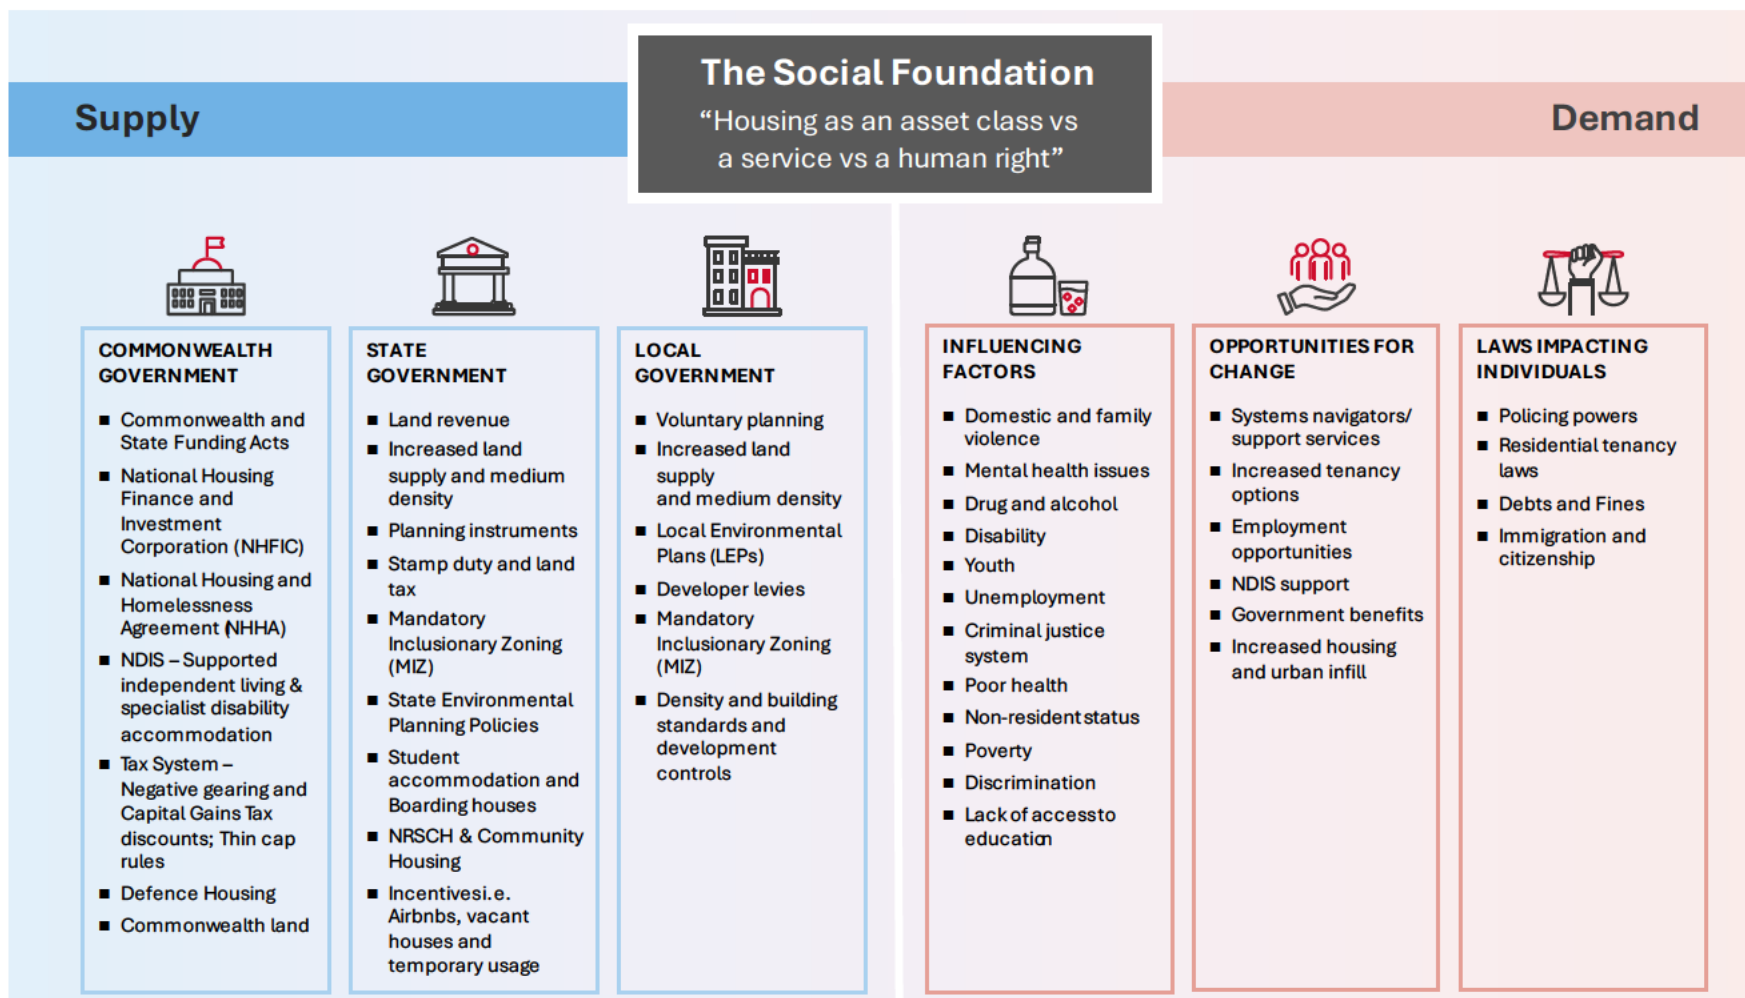 The Social Foundation
“Housing as an asset class vs
a service vs a human right”
Supply
Demand
COMMONWEALTH
GOVERNMENT
■ Commonwealth and
State Funding Acts
■ National Housing
Finance and
Investment
Corporation (NHFIC)
■ National Housing and
Homelessness
Agreement (NHHA)
■ NDIS – Supported
independent living &
specialist disability
accommodation
■ Tax System –
Negative gearing and
Capital Gains Tax
discounts; Thin cap
rules
■ Defence Housing
■ Commonwealth land
STATE
GOVERNMENT
■ Land revenue
■ Increased land
supply and medium
density
■ Planning instruments
■ Stamp duty and land
tax
■ Mandatory
Inclusionary Zoning
(MIZ)
■ State Environmental
Planning Policies
■ Student
accommodation and
Boarding houses
■ NRSCH & Community
Housing
■ Incentives i.e.
Airbnbs, vacant
houses and
temporary usage
LOCAL
GOVERNMENT
■ Voluntary planning
■ Increased land
supply
and medium density
■ Local Environmental
Plans (LEPs)
■ Developer levies
■ Mandatory
Inclusionary Zoning
(MIZ)
■ Density and building
standards and
development
controls
INFLUENCING
FACTORS
■ Domestic and family
violence
■ Mental health issues
■ Drug and alcohol
■ Disability
■ Youth
■ Unemployment
■ Criminal justice
system
■ Poor health
■ Non-resident status
■ Poverty
■ Discrimination
■ Lack of access to
education
OPPORTUNITIES FOR
CHANGE
■ Systems navigators/
support services
■ Increased tenancy
options
■ Employment
opportunities
■ NDIS support
■ Government benefits
■ Increased housing
and urban infill
LAWS IMPACTING
INDIVIDUALS
■ Policing powers
■ Residential tenancy
laws
■ Debts and Fines
■ Immigration and
citizenship